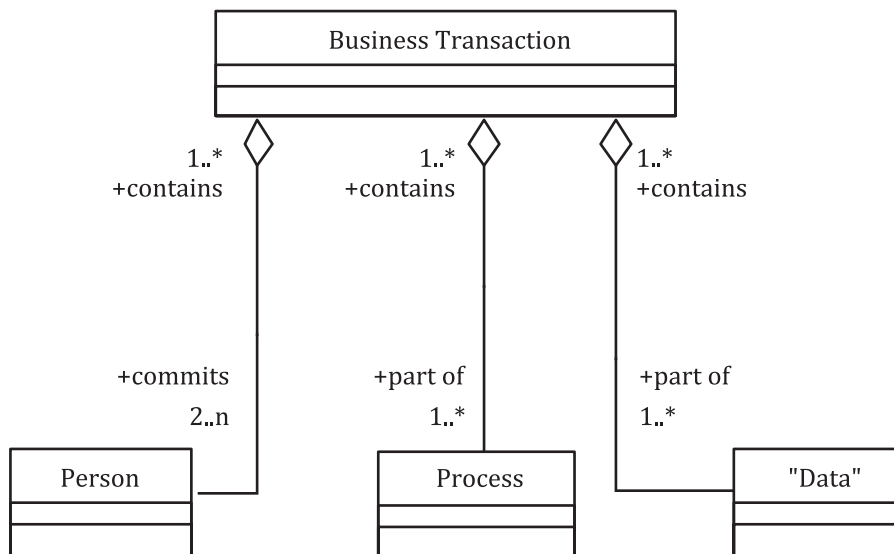 Business Transaction
1..*
+contains
1..*
+contains
1..*
+contains
+commits
2..n
+part of
1..*
+part of
1..*
Person
Process
"Data"